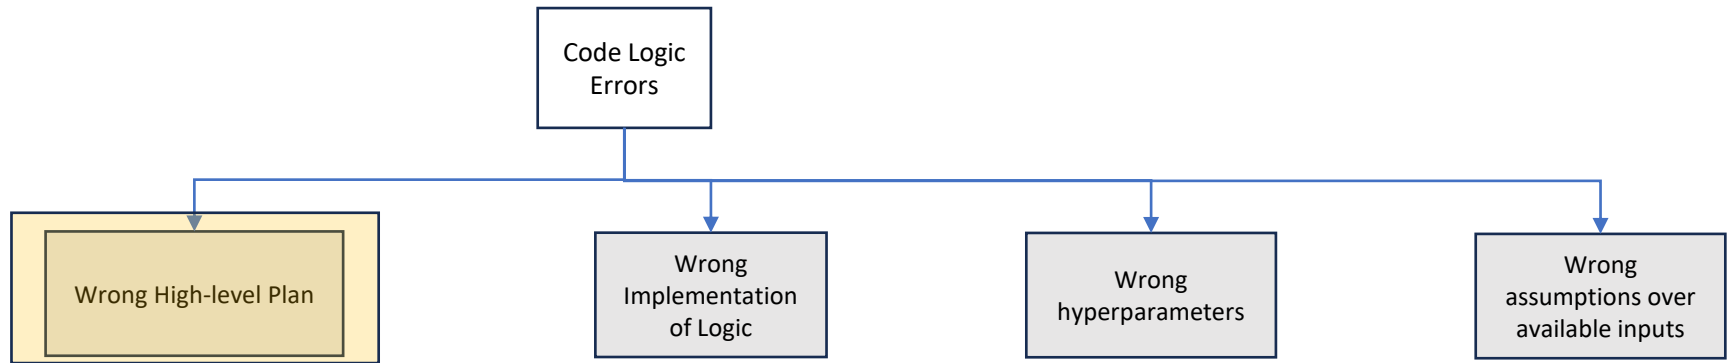 Code Logic
Errors
Wrong High-level Plan
Wrong
Implementation
of Logic
Wrong
hyperparameters
Wrong
assumptions over
available inputs